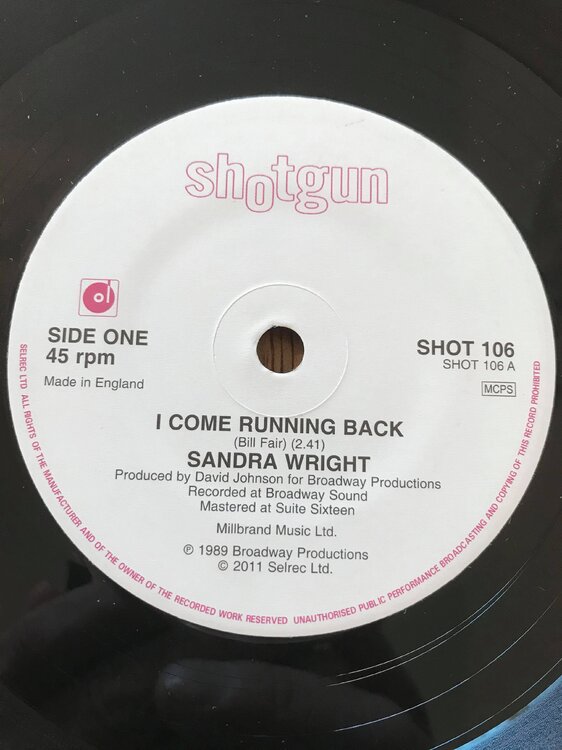 shotgun
SIDE ONE
45 rpm
Made in England
SHOT 106
SHOT 106 A
MCPS
I COME RUNNING BACK
(Bill Fair) (2.41)
SANDRA WRIGHT
Produced by David Johnson for Broadway Productions
Recorded at Broadway Sound
Mastered at Suite Sixteen
Millbrand Music Ltd.
℗ 1989 Broadway Productions
© 2011 Selrec Ltd.
SELREC LTD ALL RIGHTS OF THE MANUFACTURER AND OF THE OWNER OF THE RECORDED WORK RESERVED UNAUTHORISED PUBLIC PERFORMANCE BROADCASTING AND COPYING OF THIS RECORD PROHIBITED